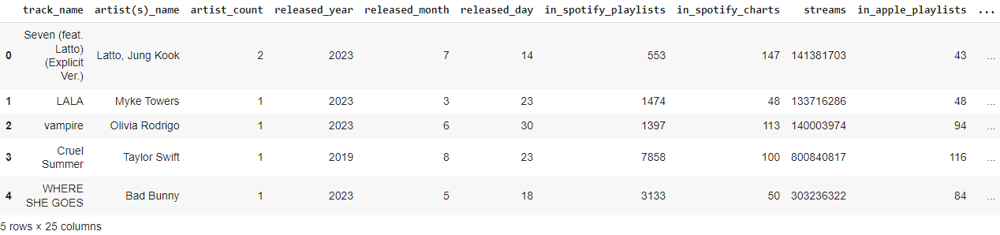 track_name artist(s)_name artist_count released_year released_month released_day in_spotify_playlists in_spotify_charts streams in_apple_playlists ...
0 Seven (feat. Latto) (Explicit Ver.) Latto, Jung Kook 2 2023 7 14 553 147 141381703 43 ...
1 LALA Myke Towers 1 2023 3 23 1474 48 133716286 48 ...
2 vampire Olivia Rodrigo 1 2023 6 30 1397 113 140003974 94 ...
3 Cruel Summer Taylor Swift 1 2019 8 23 7858 100 800840817 116 ...
4 WHERE SHE GOES Bad Bunny 1 2023 5 18 3133 50 303236322 84 ...
5 rows × 25 columns